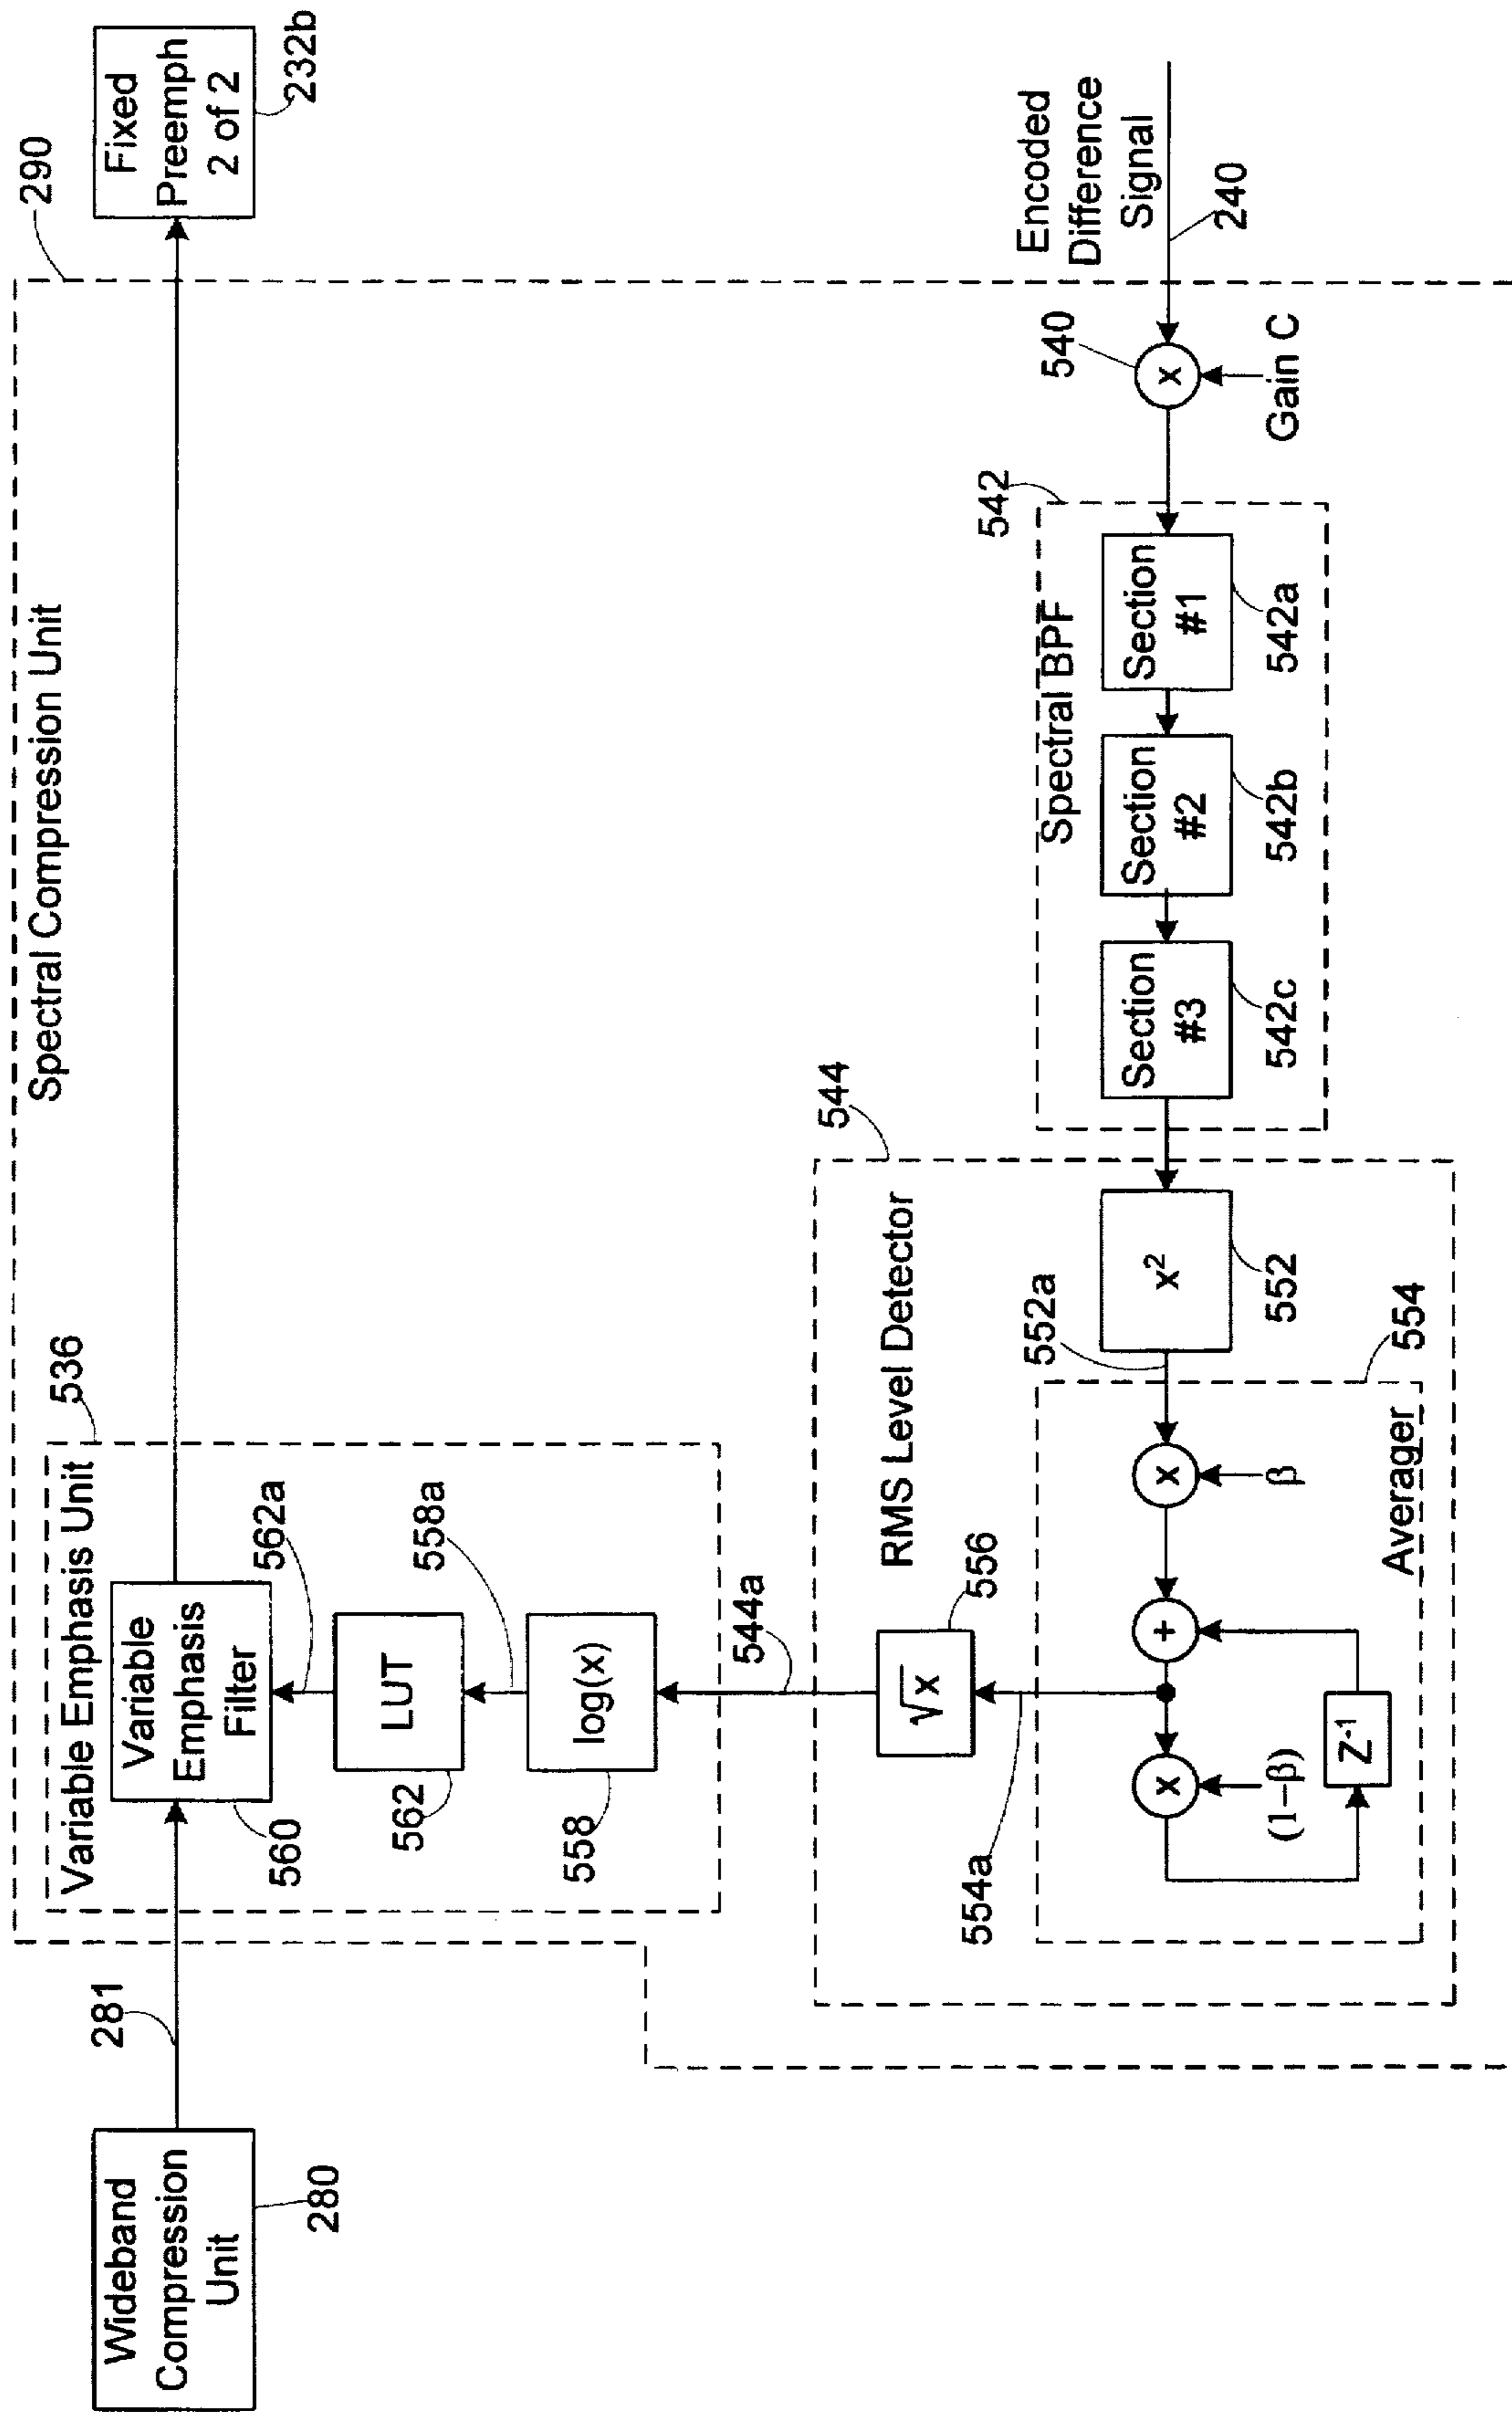 Spectral Compression Unit
290
Wideband
Compression
Unit
280
281
Variable Emphasis Unit
536
Variable
Emphasis
Filter
560
562a
LUT
562
558a
log(x)
558
544a
Fixed
Preemph
2 of 2
232b
544
RMS Level Detector
√x
556
554a
552a
x²
552
554
Averager
x
β
+
x
(1−β)
Z⁻¹
542
Spectral BPF
Section
#3
542c
Section
#2
542b
Section
#1
542a
540
x
Gain C
Encoded
Difference
Signal
240